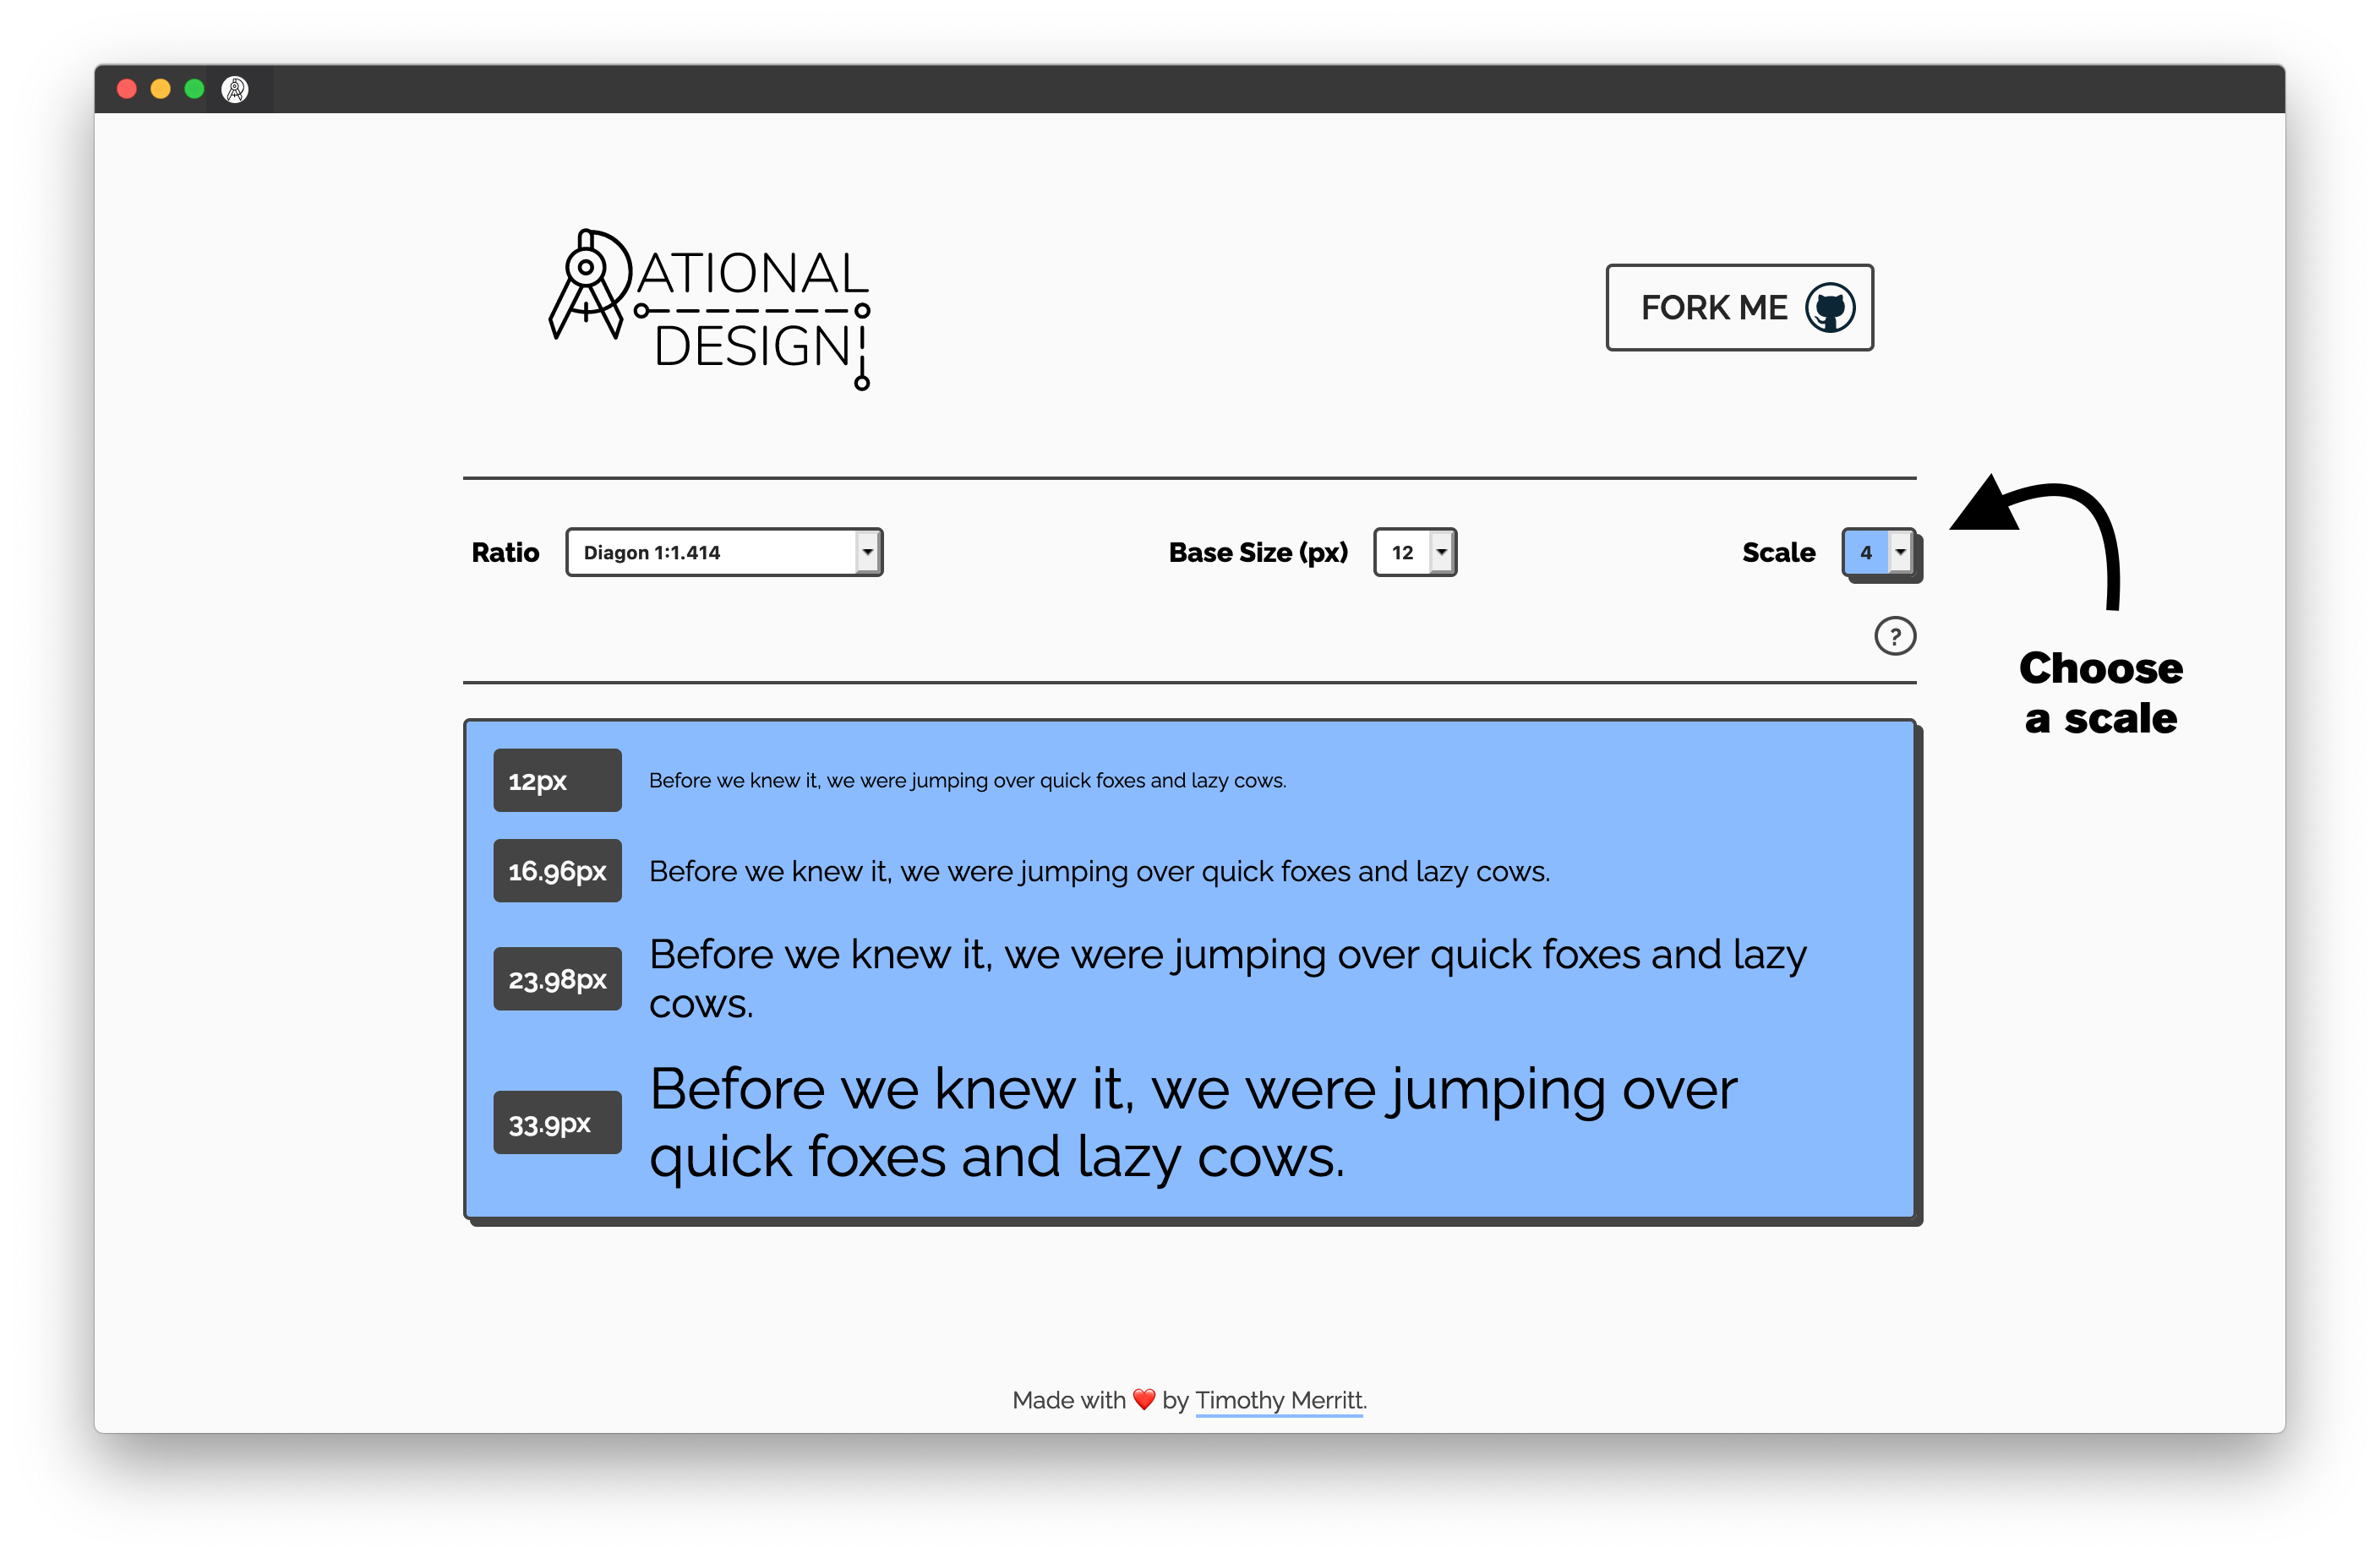 RATIONAL
DESIGN
FORK ME
Ratio
Diagon 1:1.414
Base Size (px)
12
Scale
4
?
Choose
a scale
12px
Before we knew it, we were jumping over quick foxes and lazy cows.
16.96px
Before we knew it, we were jumping over quick foxes and lazy cows.
23.98px
Before we knew it, we were jumping over quick foxes and lazy
cows.
33.9px
Before we knew it, we were jumping over
quick foxes and lazy cows.
Made with ❤️ by Timothy Merritt.